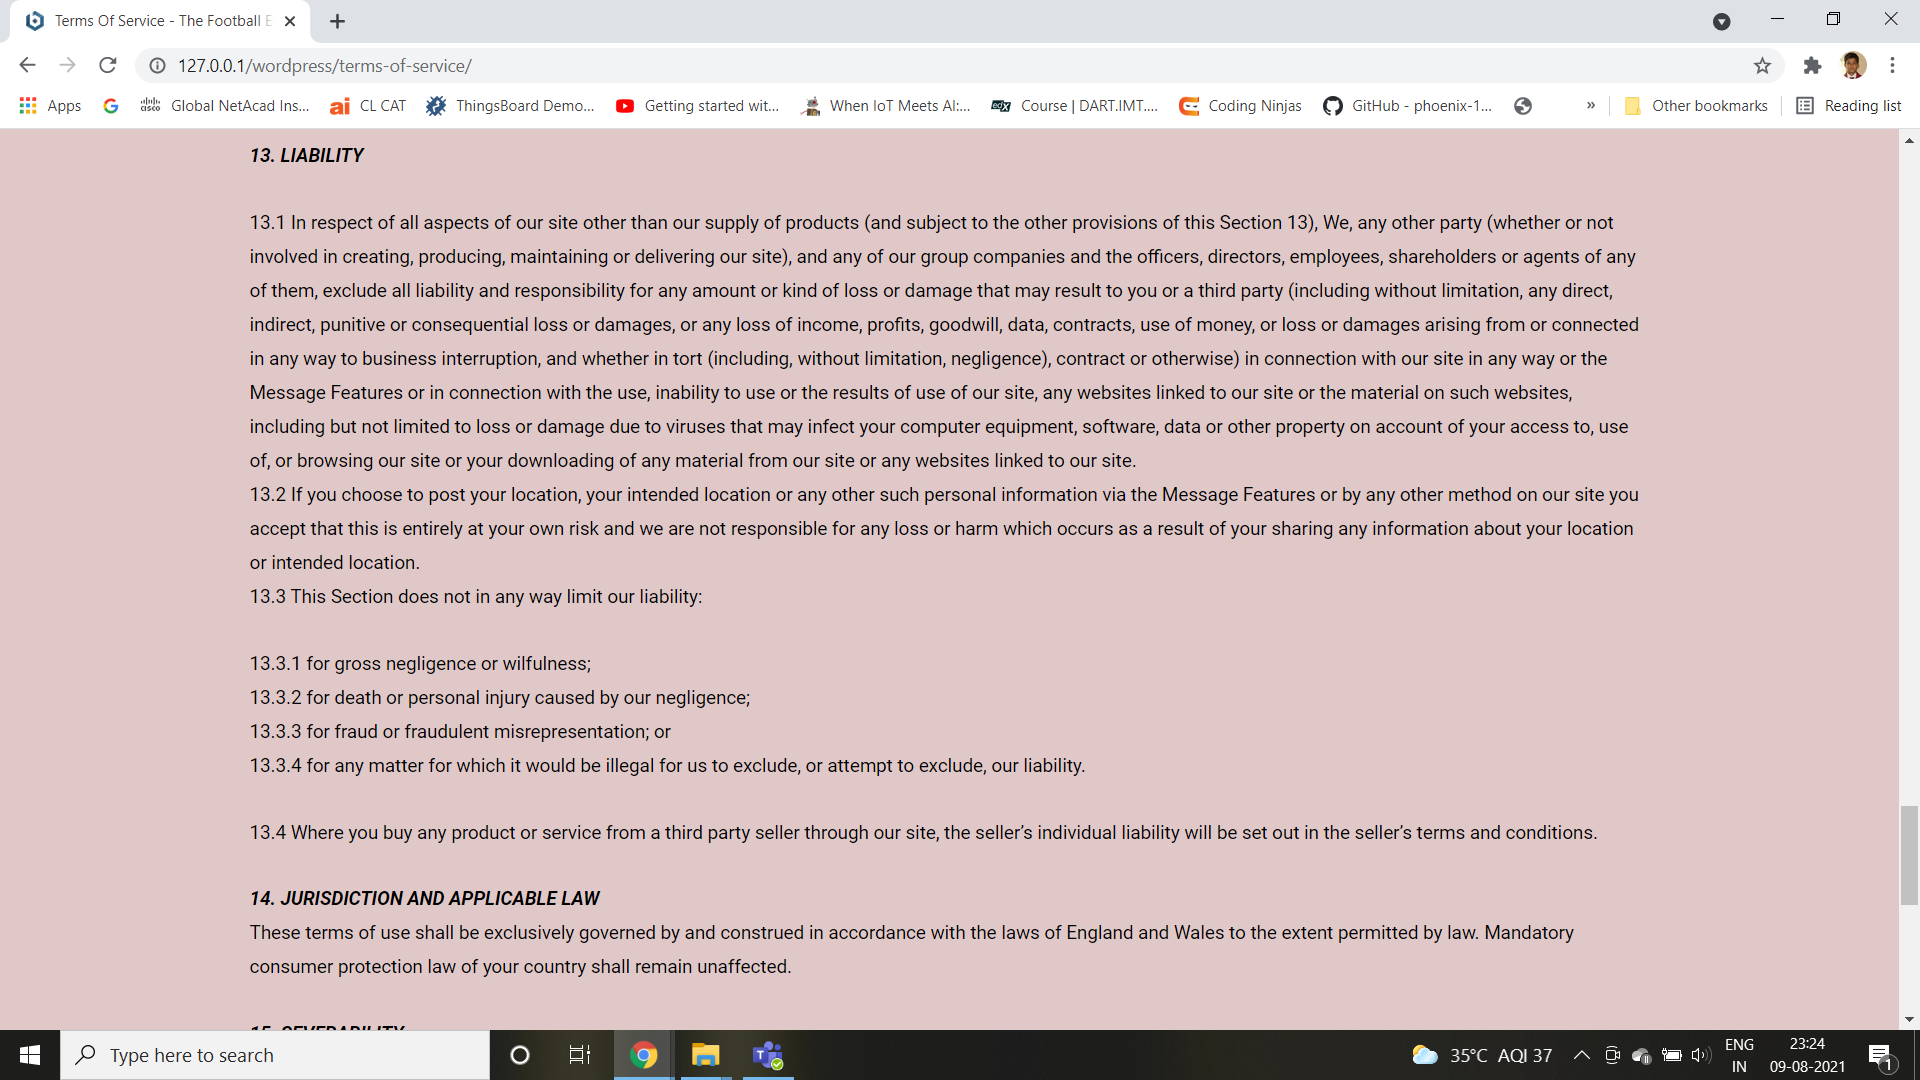 Terms Of Service - The Football E
127.0.0.1/wordpress/terms-of-service/
Apps
Global NetAcad Ins...
CL CAT
ThingsBoard Demo...
Getting started wit...
When IoT Meets AI:...
Course | DART.IMT....
Coding Ninjas
GitHub - phoenix-1...
»
Other bookmarks
Reading list
13. LIABILITY
13.1 In respect of all aspects of our site other than our supply of products (and subject to the other provisions of this Section 13), We, any other party (whether or not
involved in creating, producing, maintaining or delivering our site), and any of our group companies and the officers, directors, employees, shareholders or agents of any
of them, exclude all liability and responsibility for any amount or kind of loss or damage that may result to you or a third party (including without limitation, any direct,
indirect, punitive or consequential loss or damages, or any loss of income, profits, goodwill, data, contracts, use of money, or loss or damages arising from or connected
in any way to business interruption, and whether in tort (including, without limitation, negligence), contract or otherwise) in connection with our site in any way or the
Message Features or in connection with the use, inability to use or the results of use of our site, any websites linked to our site or the material on such websites,
including but not limited to loss or damage due to viruses that may infect your computer equipment, software, data or other property on account of your access to, use
of, or browsing our site or your downloading of any material from our site or any websites linked to our site.
13.2 If you choose to post your location, your intended location or any other such personal information via the Message Features or by any other method on our site you
accept that this is entirely at your own risk and we are not responsible for any loss or harm which occurs as a result of your sharing any information about your location
or intended location.
13.3 This Section does not in any way limit our liability:
13.3.1 for gross negligence or wilfulness;
13.3.2 for death or personal injury caused by our negligence;
13.3.3 for fraud or fraudulent misrepresentation; or
13.3.4 for any matter for which it would be illegal for us to exclude, or attempt to exclude, our liability.
13.4 Where you buy any product or service from a third party seller through our site, the seller’s individual liability will be set out in the seller’s terms and conditions.
14. JURISDICTION AND APPLICABLE LAW
These terms of use shall be exclusively governed by and construed in accordance with the laws of England and Wales to the extent permitted by law. Mandatory
consumer protection law of your country shall remain unaffected.
15. SEVERABILITY
Type here to search
35°C AQI 37
ENG
IN
23:24
09-08-2021
1